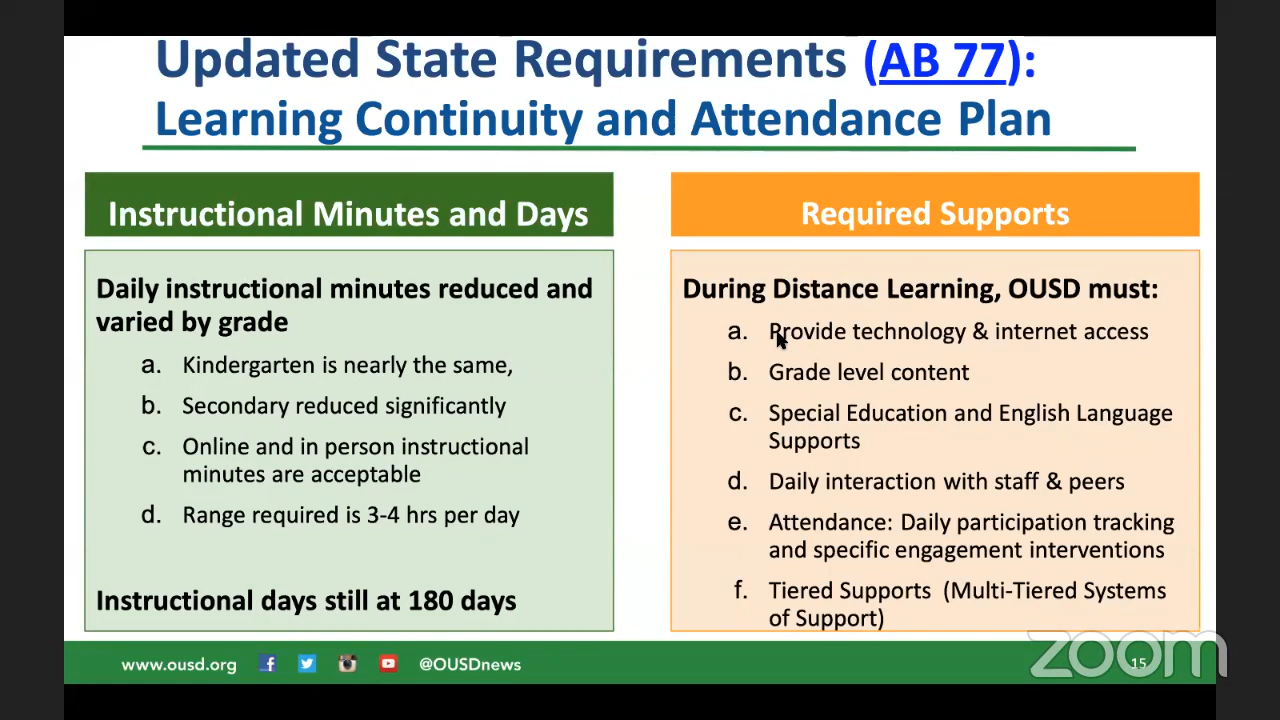 Updated State Requirements (AB 77):
Learning Continuity and Attendance Plan
Instructional Minutes and Days
Daily instructional minutes reduced and
varied by grade
a. Kindergarten is nearly the same,
b. Secondary reduced significantly
c. Online and in person instructional
minutes are acceptable
d. Range required is 3-4 hrs per day
Instructional days still at 180 days
Required Supports
During Distance Learning, OUSD must:
a. Provide technology & internet access
b. Grade level content
c. Special Education and English Language
Supports
d. Daily interaction with staff & peers
e. Attendance: Daily participation tracking
and specific engagement interventions
f. Tiered Supports (Multi-Tiered Systems
of Support)
www.ousd.org @OUSDnews
zoom
15